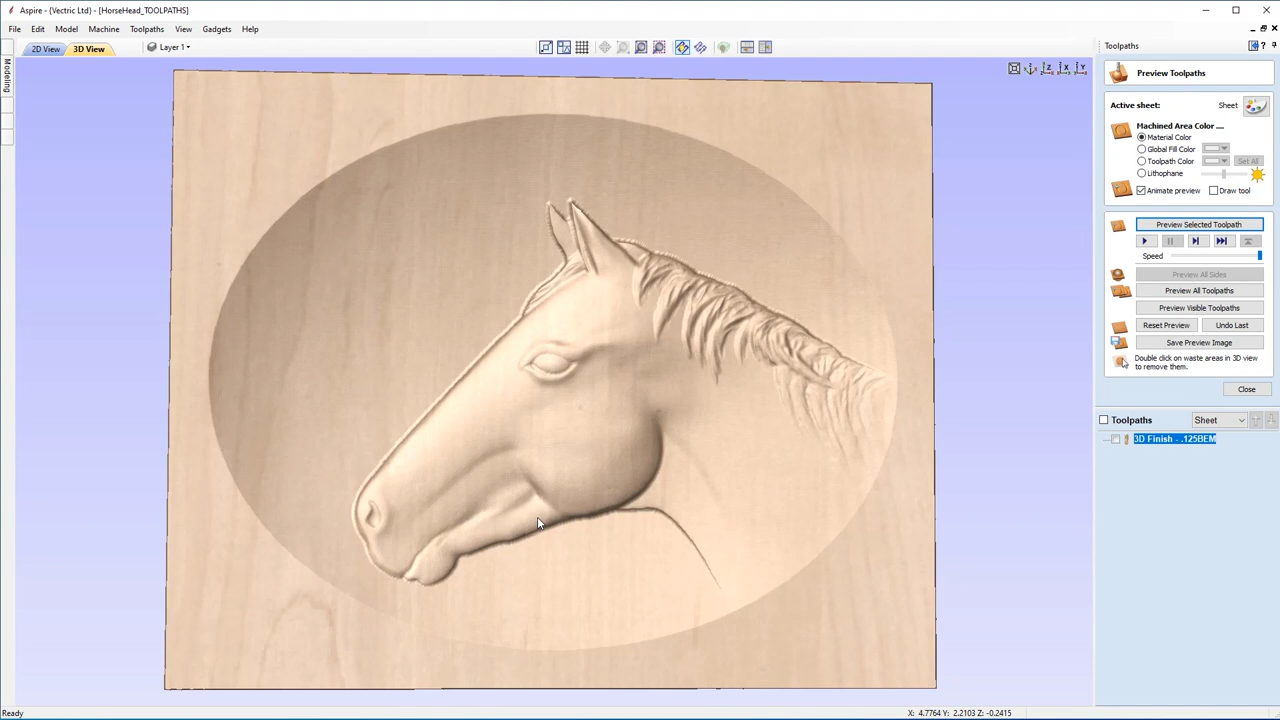 Aspire - {Vectric Ltd} - [HorseHead_TOOLPATHS]
File Edit Model Machine Toolpaths View Gadgets Help
2D View 3D View Layer 1
Modeling
Z X Y
Toolpaths
Preview Toolpaths
Active sheet: Sheet
Machined Area Color ....
Material Color
Global Fill Color
Toolpath Color Set All
Lithophane
Animate preview Draw tool
Preview Selected Toolpath
Speed
Preview All Sides
Preview All Toolpaths
Preview Visible Toolpaths
Reset Preview Undo Last
Save Preview Image
Double click on waste areas in 3D view
to remove them.
Close
Toolpaths Sheet
3D Finish - .125BEM
Ready X: 4.7764 Y: 2.2103 Z: -0.2415